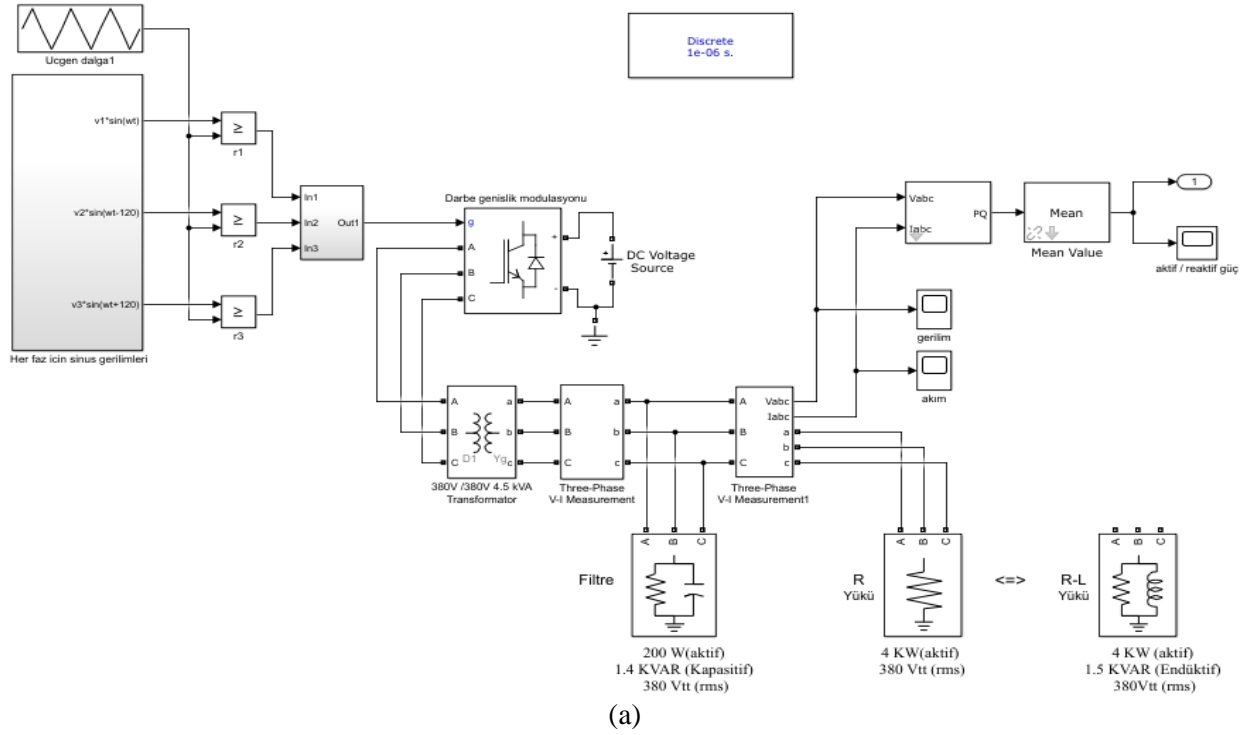 Ucgen dalga1
Discrete
1e-06 s.
v1*sin(wt)
v2*sin(wt-120)
v3*sin(wt+120)
Her faz icin sinus gerilimleri
≥
r1
≥
r2
≥
r3
In1
In2
In3
Out1
Darbe genislik modulasyonu
g
A
B
C
+
-
+
DC Voltage
Source
Vabc
Iabc
PQ
Mean
Mean Value
1
aktif / reaktif güç
gerilim
akım
A
B
C
a
b
c
D1
Yg
380V /380V 4.5 kVA
Transformator
A
B
C
a
b
c
Three-Phase
V-I Measurement
A
B
C
Vabc
Iabc
a
b
c
Three-Phase
V-I Measurement1
Filtre
A
B
C
200 W(aktif)
1.4 KVAR (Kapasitif)
380 Vtt (rms)
R
Yükü
A
B
C
4 KW(aktif)
380 Vtt (rms)
<=>
R-L
Yükü
A
B
C
4 KW (aktif)
1.5 KVAR (Endüktif)
380Vtt (rms)
(a)